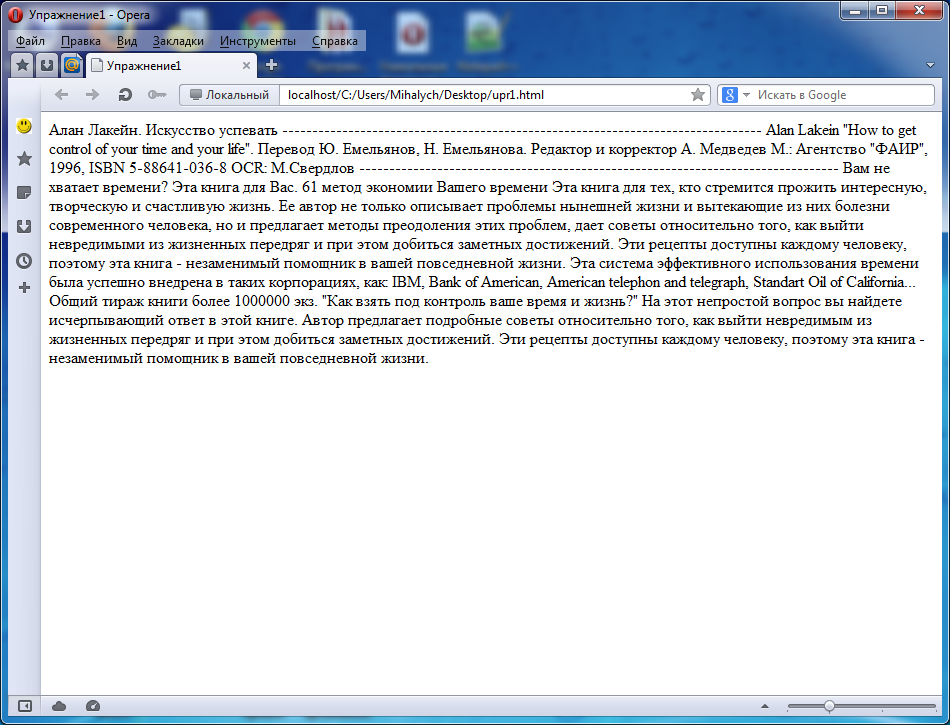 Упражнение1 - Opera
Файл Правка Вид Закладки Инструменты Справка
Упражнение1
Локальный localhost/C:/Users/Mihalych/Desktop/upr1.html Искать в Google
Алан Лакейн. Искусство успевать -------------------------------------------------------------------------------- Alan Lakein "How to get
control of your time and your life". Перевод Ю. Емельянов, Н. Емельянова. Редактор и корректор А. Медведев М.: Агентство "ФАИР",
1996, ISBN 5-88641-036-8 OCR: М.Свердлов -------------------------------------------------------------------------------- Вам не
хватает времени? Эта книга для Вас. 61 метод экономии Вашего времени Эта книга для тех, кто стремится прожить интересную,
творческую и счастливую жизнь. Ее автор не только описывает проблемы нынешней жизни и вытекающие из них болезни
современного человека, но и предлагает методы преодоления этих проблем, дает советы относительно того, как выйти
невредимыми из жизненных передряг и при этом добиться заметных достижений. Эти рецепты доступны каждому человеку,
поэтому эта книга - незаменимый помощник в вашей повседневной жизни. Эта система эффективного использования времени
была успешно внедрена в таких корпорациях, как: IBM, Bank of American, American telephon and telegraph, Standart Oil of California...
Общий тираж книги более 1000000 экз. "Как взять под контроль ваше время и жизнь?" На этот непростой вопрос вы найдете
исчерпывающий ответ в этой книге. Автор предлагает подробные советы относительно того, как выйти невредимым из
жизненных передряг и при этом добиться заметных достижений. Эти рецепты доступны каждому человеку, поэтому эта книга -
незаменимый помощник в вашей повседневной жизни.